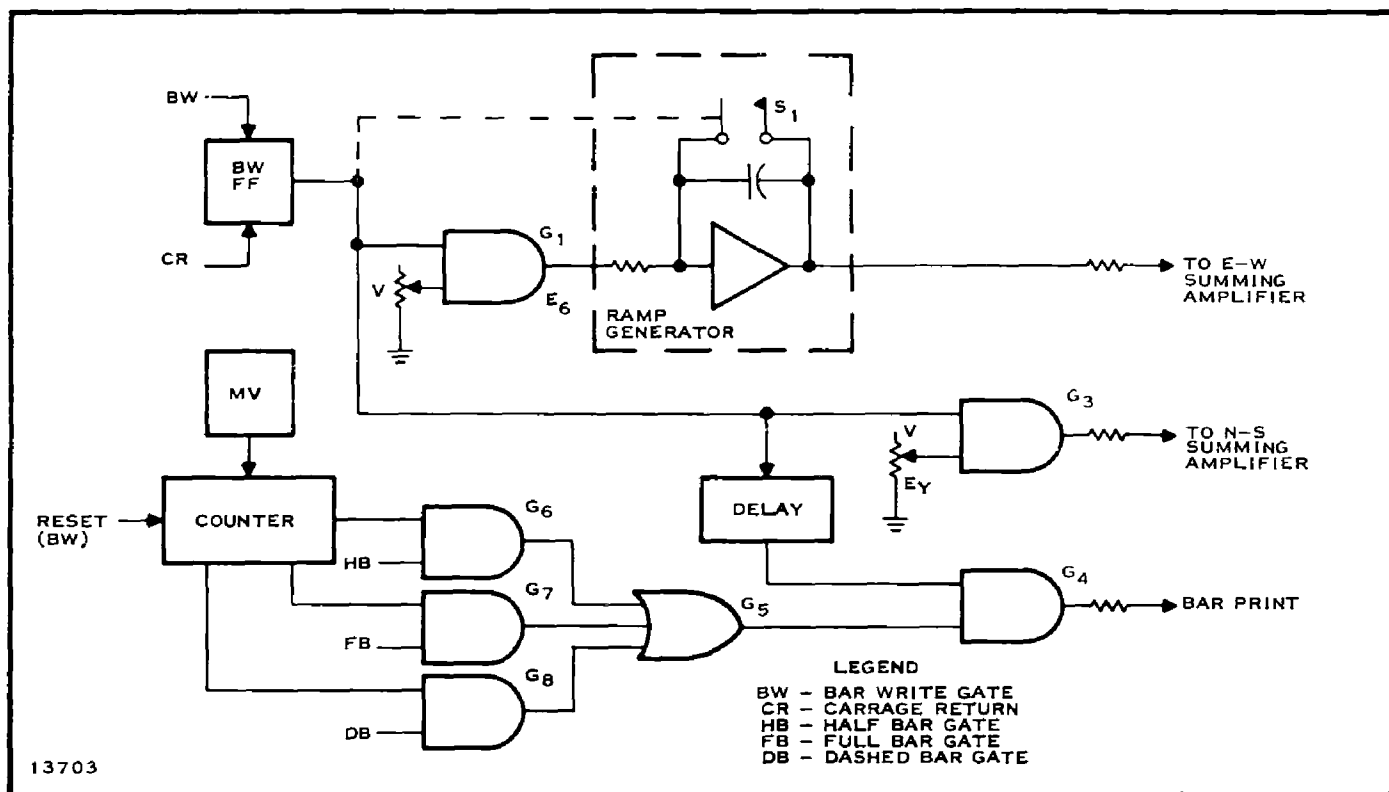 BW
BW
FF
CR
S1
G1
V
E6
RAMP
GENERATOR
TO E-W
SUMMING
AMPLIFIER
MV
G3
V
EY
TO N-S
SUMMING
AMPLIFIER
RESET
(BW)
COUNTER
DELAY
G6
HB
G7
FB
G8
DB
G5
G4
BAR PRINT
LEGEND
BW - BAR WRITE GATE
CR - CARRAGE RETURN
HB - HALF BAR GATE
FB - FULL BAR GATE
DB - DASHED BAR GATE
13703